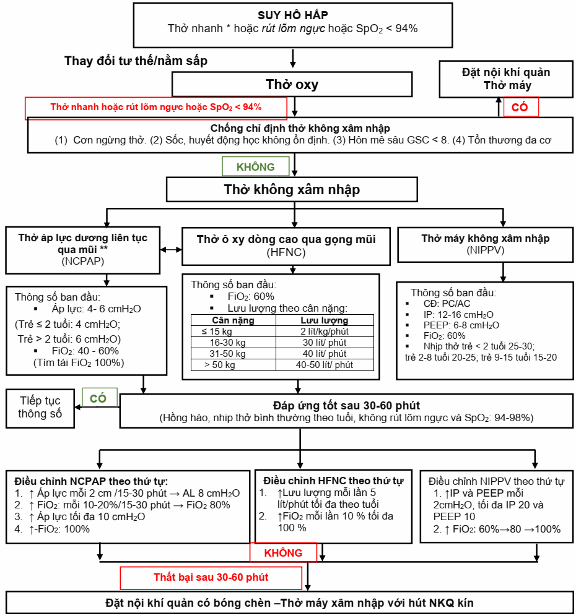 SUY HÔ HẤP
Thở nhanh * hoặc rút lõm ngực hoặc SpO2 < 94%
Thay đổi tư thế/nằm sấp
Thở oxy
Đặt nội khí quản
Thở máy
Thở nhanh hoặc rút lõm ngực hoặc SpO2 < 94%
CÓ
Chống chỉ định thở không xâm nhập
(1) Cơn ngừng thở. (2) Sốc, huyết động học không ổn định. (3) Hôn mê sâu GSC < 8. (4) Tổn thương đa cơ
KHÔNG
Thở không xâm nhập
Thở áp lực dương liên tục
qua mũi **
(NCPAP)
Thở ô xy dòng cao qua gọng mũi
(HFNC)
Thở máy không xâm nhập
(NIPPV)
Thông số ban đầu:
▪ Áp lực: 4- 6 cmH2O
(Trẻ ≤ 2 tuổi: 4 cmH2O;
Trẻ > 2 tuổi: 6 cmH2O)
▪ FiO2: 40 - 60%
(Tím tái FiO2 100%)
Thông số ban đầu:
▪ FiO2: 60%
▪ Lưu lượng theo cân nặng:
Cân nặng Lưu lượng
≤ 15 kg 2 lít/kg/phút
16-30 kg 30 lít/ phút
31-50 kg 40 lít/ phút
> 50 kg 40-50 lít/ phút
Thông số ban đầu:
▪ CĐ: PC/AC
▪ IP: 12-16 cmH2O
▪ PEEP: 6-8 cmH2O
▪ FiO2: 60%
▪ Nhịp thở trẻ < 2 tuổi 25-30;
trẻ 2-8 tuổi 20-25; trẻ 9-15 tuổi 15-20
Tiếp tục
thông số
CÓ
Đáp ứng tốt sau 30-60 phút
(Hồng hào, nhịp thở bình thường theo tuổi, không rút lõm ngực và SpO2: 94-98%)
Điều chỉnh NCPAP theo thứ tự:
1. ↑ Áp lực mỗi 2 cm /15-30 phút → AL 8 cmH2O
2. ↑ FiO2: mỗi 10-20%/15-30 phút → FiO2 80%
3. ↑ Áp lực tối đa 10 cmH2O
4. ↑-FiO2: 100%
Điều chỉnh HFNC theo thứ tự
1. ↑Lưu lượng mỗi lần 5
lít/phút tối đa theo tuổi
2. ↑FiO2 mỗi lần 10 % tối đa
100 %
Điều chỉnh NIPPV theo thứ tự
1. ↑IP và PEEP mỗi
2cmH2O, tối đa IP 20 và
PEEP 10
2. ↑ FiO2: 60%→80 →100%
KHÔNG
Thất bại sau 30-60 phút
Đặt nội khí quản có bóng chèn –Thở máy xâm nhập với hút NKQ kín